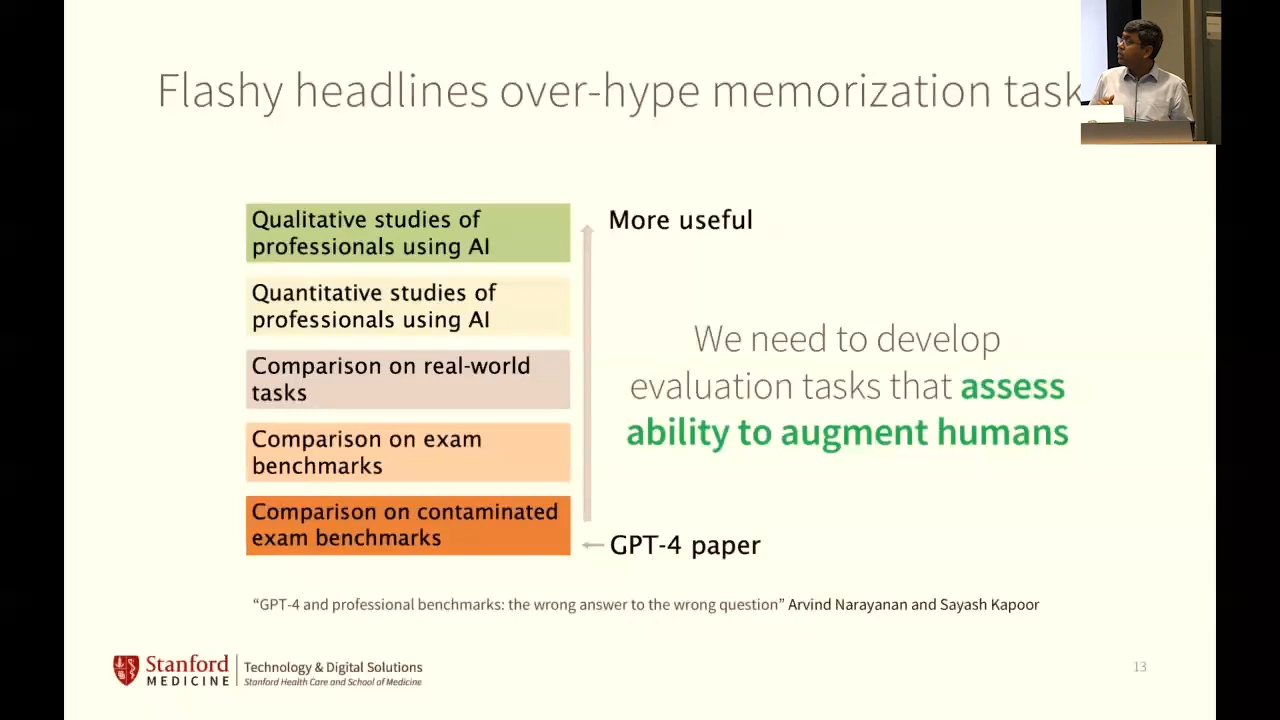 Flashy headlines over-hype memorization task
Qualitative studies of
professionals using AI
More useful
Quantitative studies of
professionals using AI
Comparison on real-world
tasks
We need to develop
evaluation tasks that assess
ability to augment humans
Comparison on exam
benchmarks
Comparison on contaminated
exam benchmarks
GPT-4 paper
“GPT-4 and professional benchmarks: the wrong answer to the wrong question” Arvind Narayanan and Sayash Kapoor
Stanford
MEDICINE
Technology & Digital Solutions
Stanford Health Care and School of Medicine
13